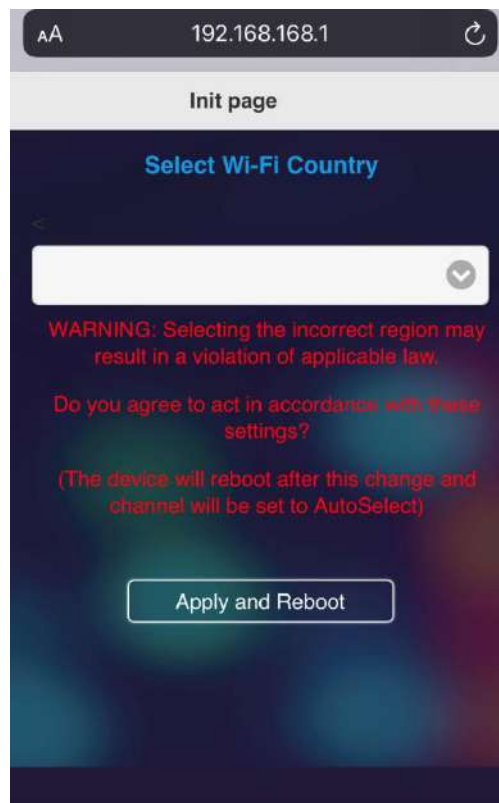 AA 192.168.168.1
Init page
Select Wi-Fi Country
<
WARNING: Selecting the incorrect region may
result in a violation of applicable law.
Do you agree to act in accordance with these
settings?
(The device will reboot after this change and
channel will be set to AutoSelect)
Apply and Reboot